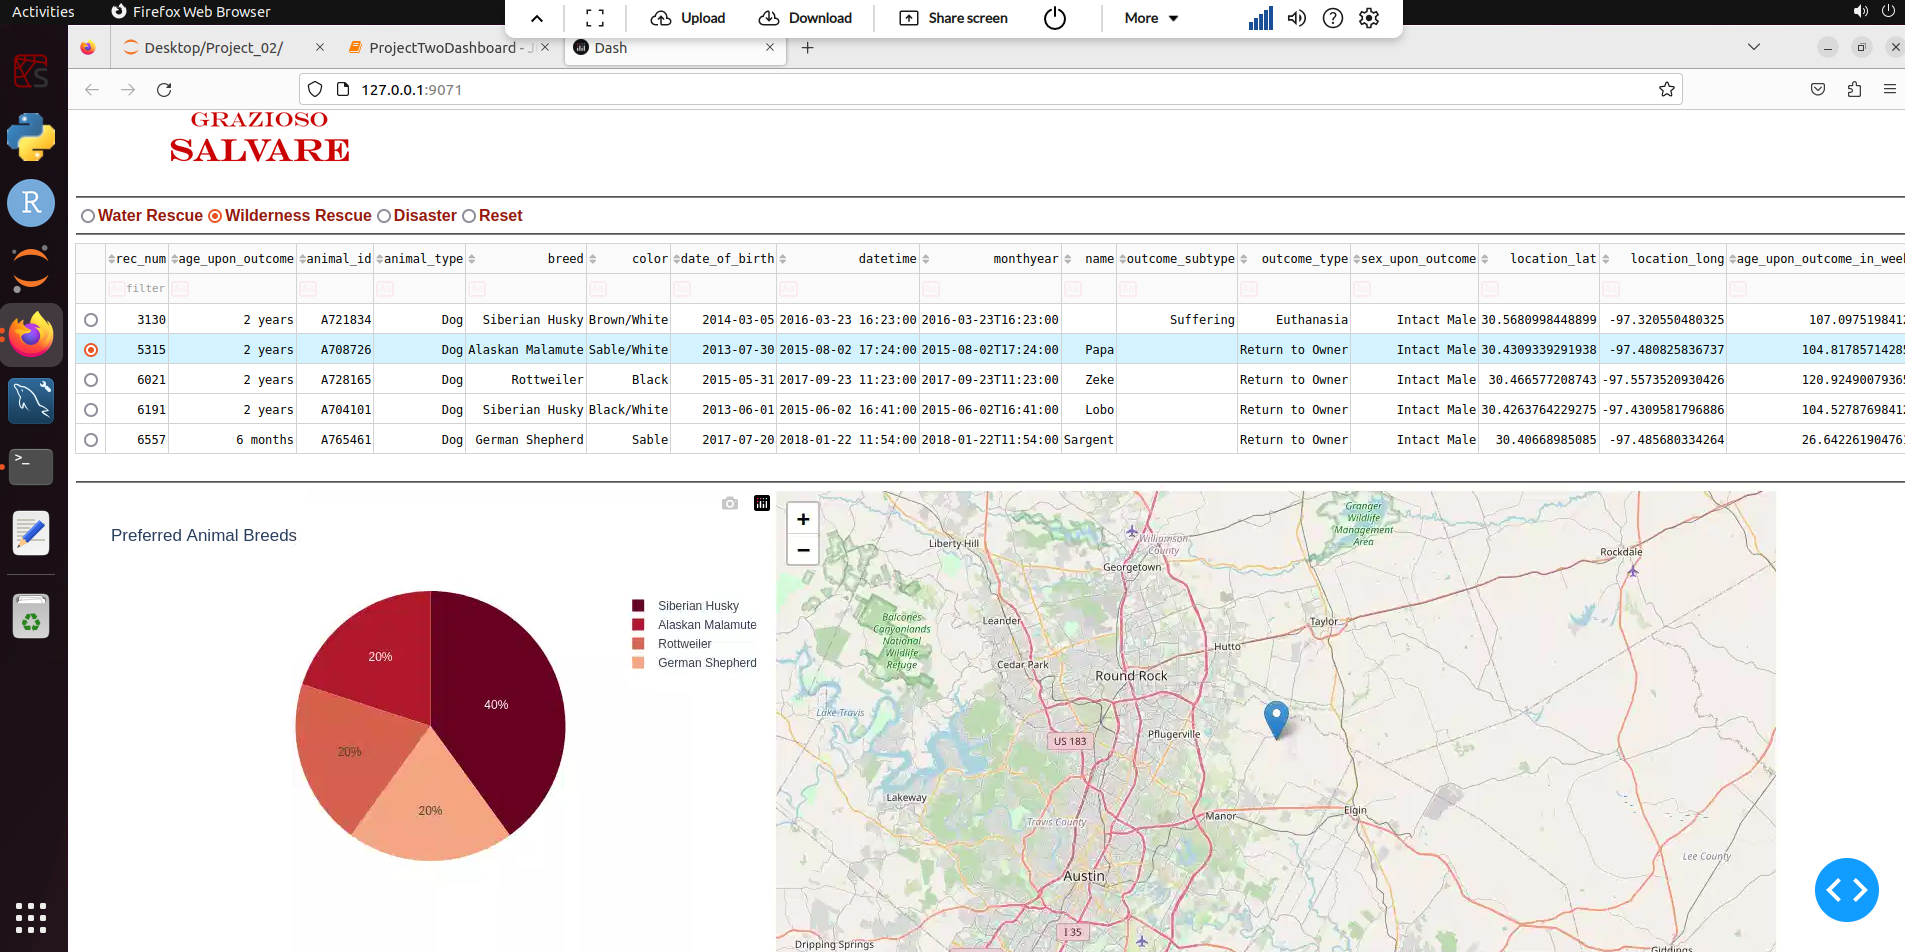 Activities Firefox Web Browser
Upload Download Share screen More
Desktop/Project_02/ ProjectTwoDashboard - J Dash
127.0.0.1:9071
GRAZIOSO
SALVARE
Water Rescue Wilderness Rescue Disaster Reset
rec_num age_upon_outcome animal_id animal_type breed color date_of_birth datetime monthyear name outcome_subtype outcome_type sex_upon_outcome location_lat location_long age_upon_outcome_in_week
filter
3130 2 years A721834 Dog Siberian Husky Brown/White 2014-03-05 2016-03-23 16:23:00 2016-03-23T16:23:00 Suffering Euthanasia Intact Male 30.5680998448899 -97.320550480325 107.0975198412
5315 2 years A708726 Dog Alaskan Malamute Sable/White 2013-07-30 2015-08-02 17:24:00 2015-08-02T17:24:00 Papa Return to Owner Intact Male 30.4309339291938 -97.480825836737 104.81785714285
6021 2 years A728165 Dog Rottweiler Black 2015-05-31 2017-09-23 11:23:00 2017-09-23T11:23:00 Zeke Return to Owner Intact Male 30.466577208743 -97.5573520930426 120.92490079365
6191 2 years A704101 Dog Siberian Husky Black/White 2013-06-01 2015-06-02 16:41:00 2015-06-02T16:41:00 Lobo Return to Owner Intact Male 30.4263764229275 -97.4309581796886 104.52787698412
6557 6 months A765461 Dog German Shepherd Sable 2017-07-20 2018-01-22 11:54:00 2018-01-22T11:54:00 Sargent Return to Owner Intact Male 30.40668985085 -97.485680334264 26.642261904761
Preferred Animal Breeds
Siberian Husky
Alaskan Malamute
Rottweiler
German Shepherd
20%
40%
20%
20%
+
−
Granger
Wildlife
Management
Area
Liberty Hill
Williamson
County
Georgetown
Rockdale
Balcones
Canyonlands
National
Wildlife
Refuge
Leander
Taylor
Hutto
Cedar Park
Round Rock
Lake Travis
US 183
Pflugerville
Lakeway
Travis County
Manor
Elgin
Lee County
Austin
I 35
Dripping Springs
Giddings